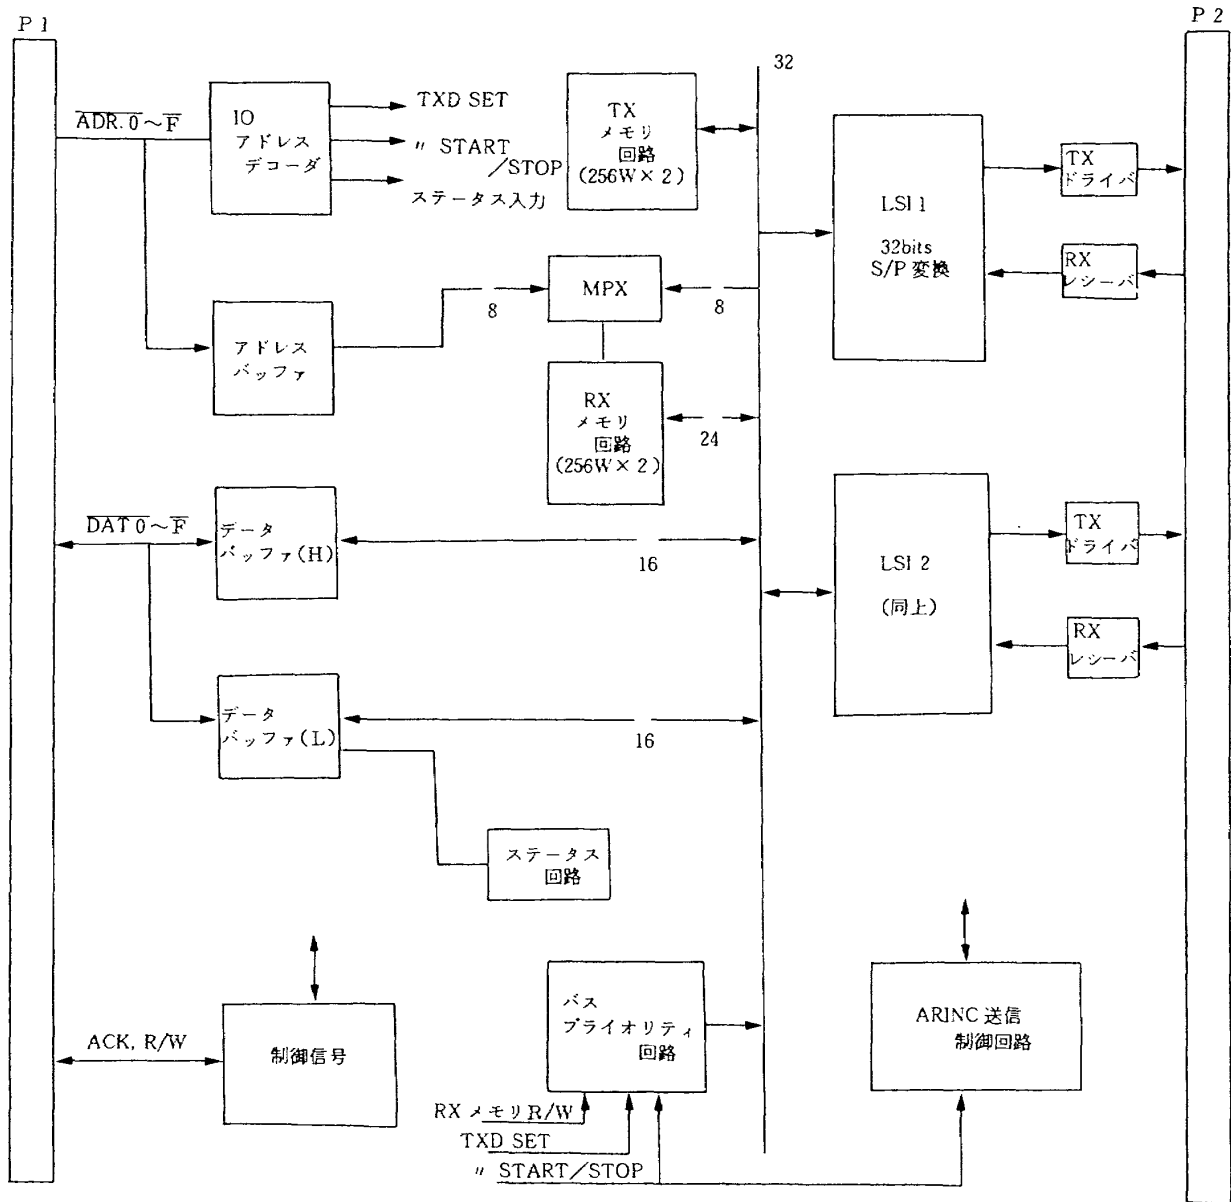 P 1
P 2
ADR. 0～F
IO
アドレス
デコーダ
TXD SET
〃 START
／STOP
ステータス入力
TX
メモリ
回路
(256W×2)
32
LSI 1
32bits
S/P 変換
TX
ドライバ
RX
レシーバ
アドレス
バッファ
8
MPX
8
RX
メモリ
回路
(256W×2)
24
DAT 0～F
データ
バッファ(H)
16
LSI 2
(同上)
TX
ドライバ
RX
レシーバ
データ
バッファ(L)
16
ステータス
回路
ACK, R/W
制御信号
バス
プライオリティ
回路
ARINC 送信
制御回路
RX メモリ R/W
TXD SET
〃 START／STOP